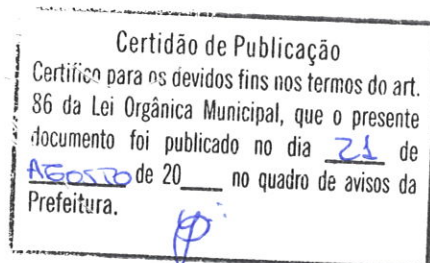 Certidão de Publicação
Certifico para os devidos fins nos termos do art.
86 da Lei Orgânica Municipal, que o presente
documento foi publicado no dia 21 de
AGOSTO de 20____ no quadro de avisos da
Prefeitura.